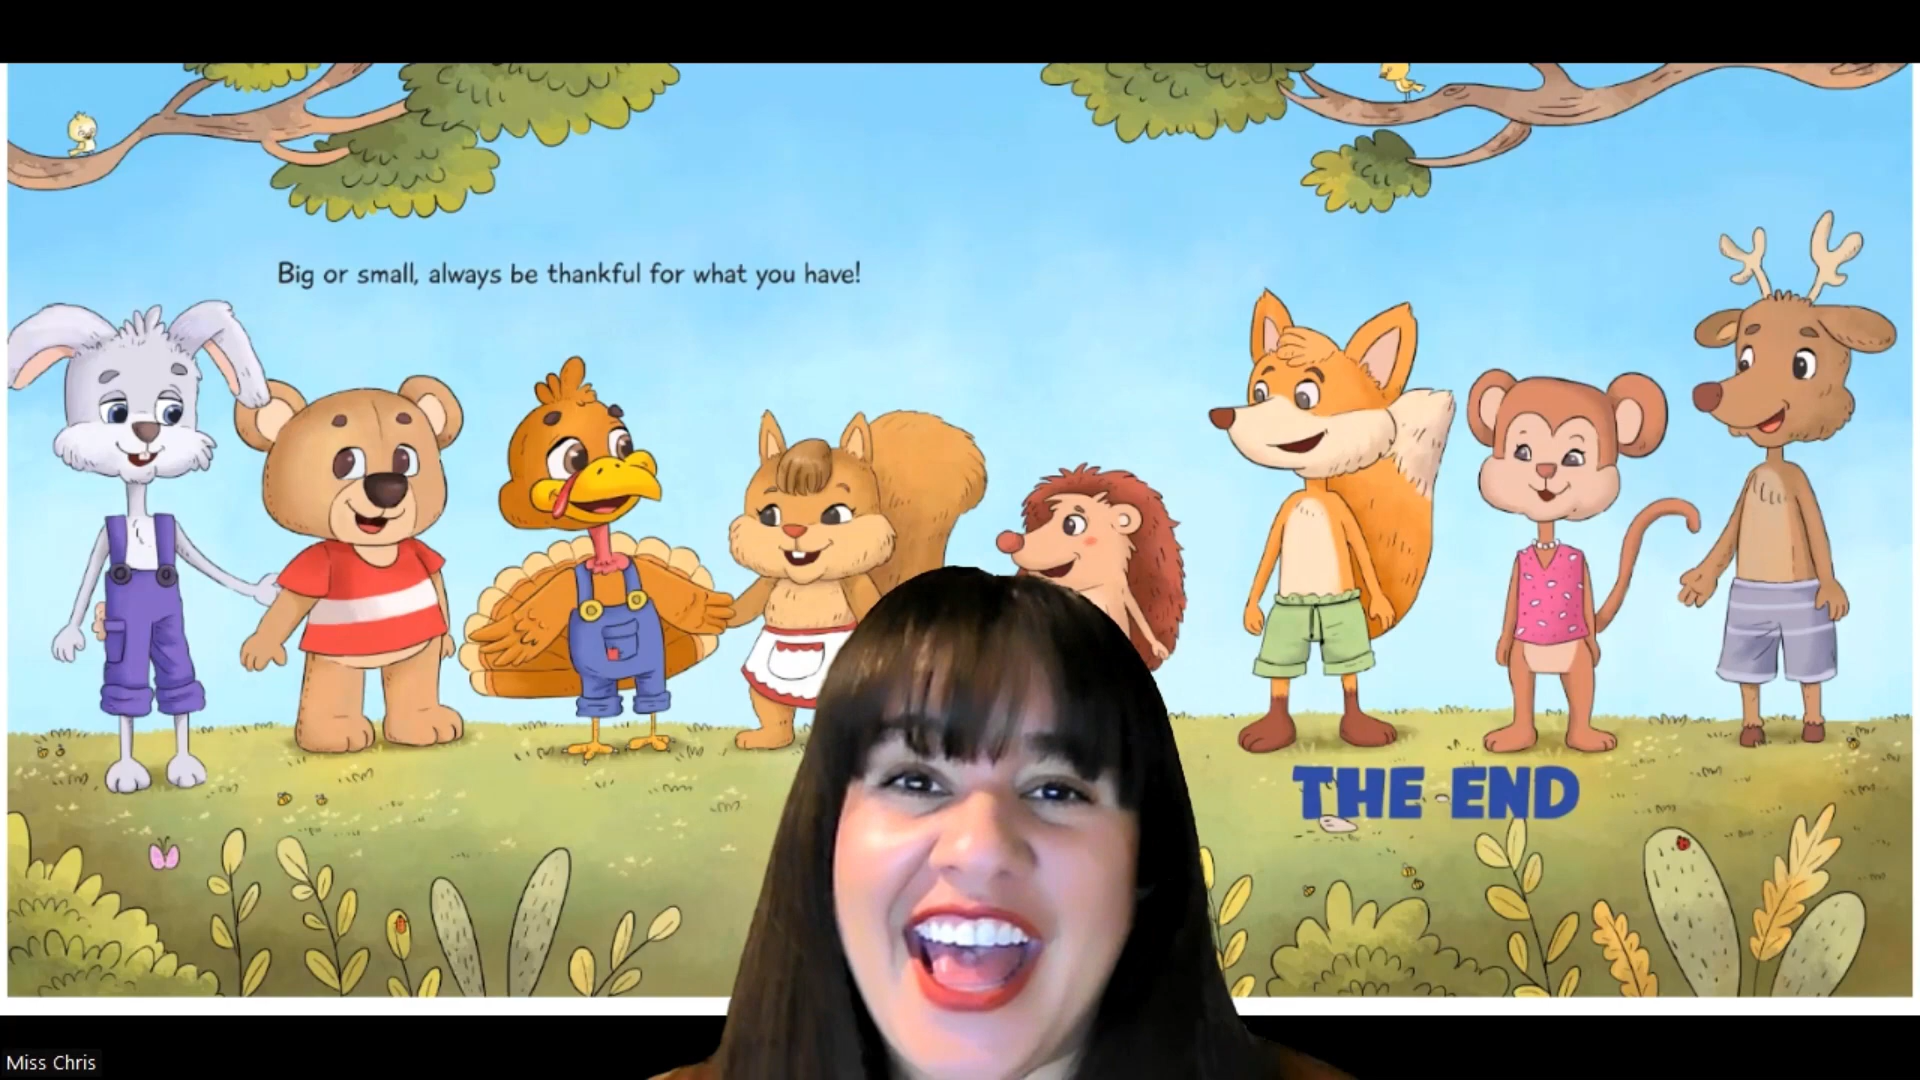 Big or small, always be thankful for what you have!
THE END
Miss Chris